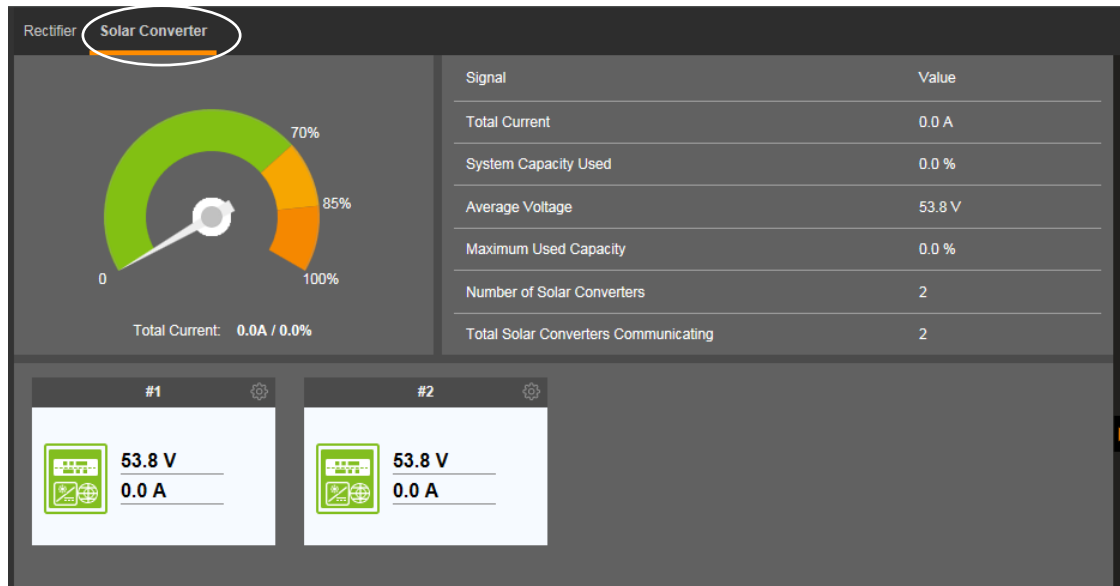 Rectifier Solar Converter
70%
85%
0
100%
Total Current: 0.0A / 0.0%
Signal Value
Total Current 0.0 A
System Capacity Used 0.0 %
Average Voltage 53.8 V
Maximum Used Capacity 0.0 %
Number of Solar Converters 2
Total Solar Converters Communicating 2
#1
53.8 V
0.0 A
#2
53.8 V
0.0 A